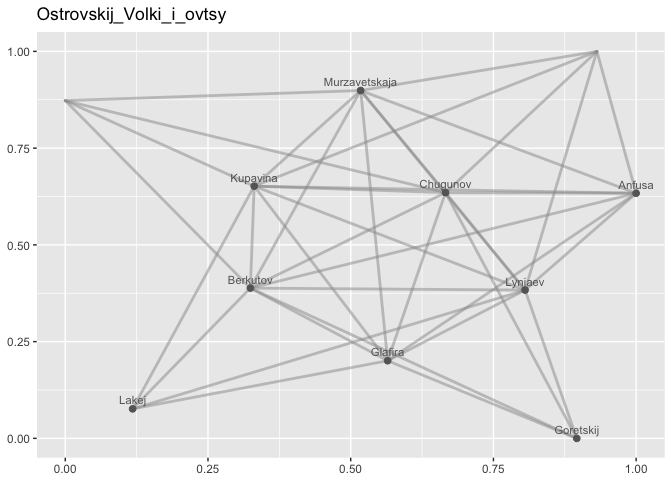 Ostrovskij_Volki_i_ovtsy
1.00
0.75
0.50
0.25
0.00
Murzavetskaja
Kupavina
Chugunov
Anfusa
Berkutov
Lynjaev
Glafira
Lakej
Goretskij
0.00 0.25 0.50 0.75 1.00